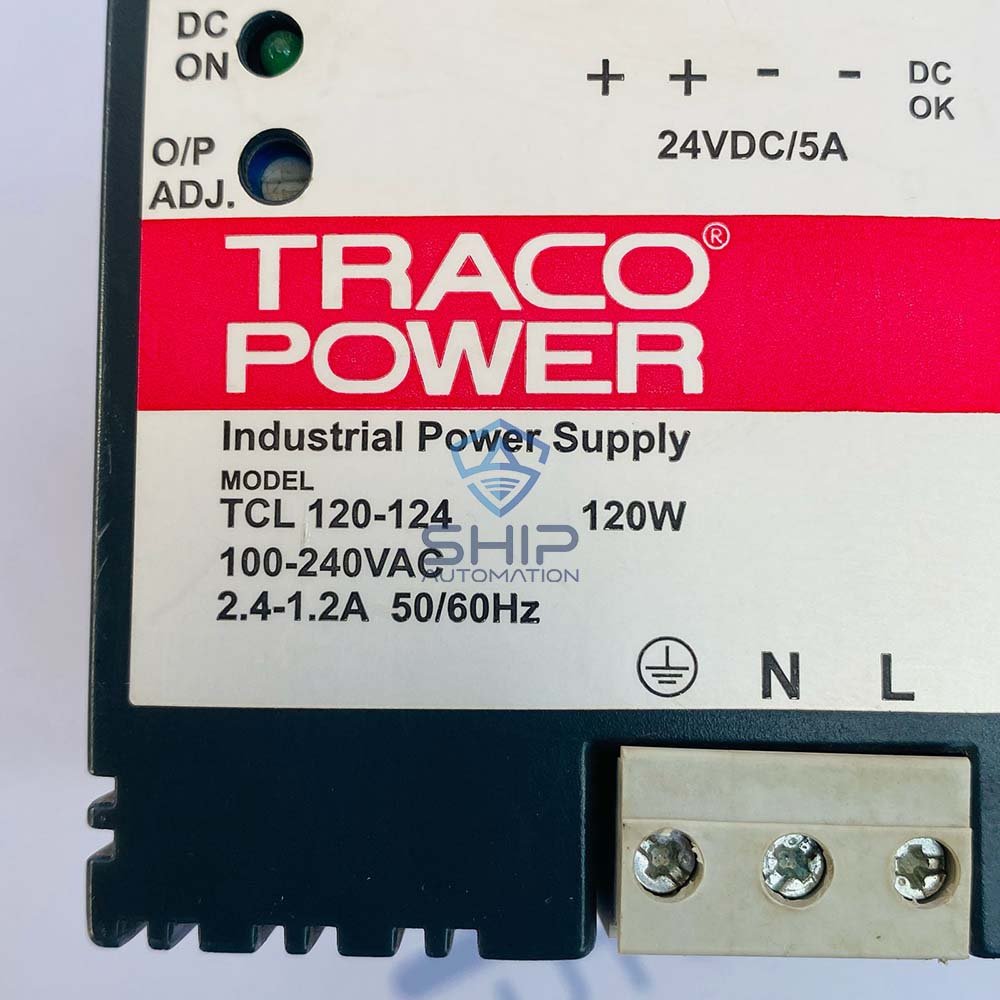 DC
ON
+ + - - DC
OK
O/P
ADJ.
24VDC/5A
TRACO®
POWER
Industrial Power Supply
MODEL
TCL 120-124 120W
SHIP
100-240VAC
AUTOMATION
2.4-1.2A 50/60Hz
N L